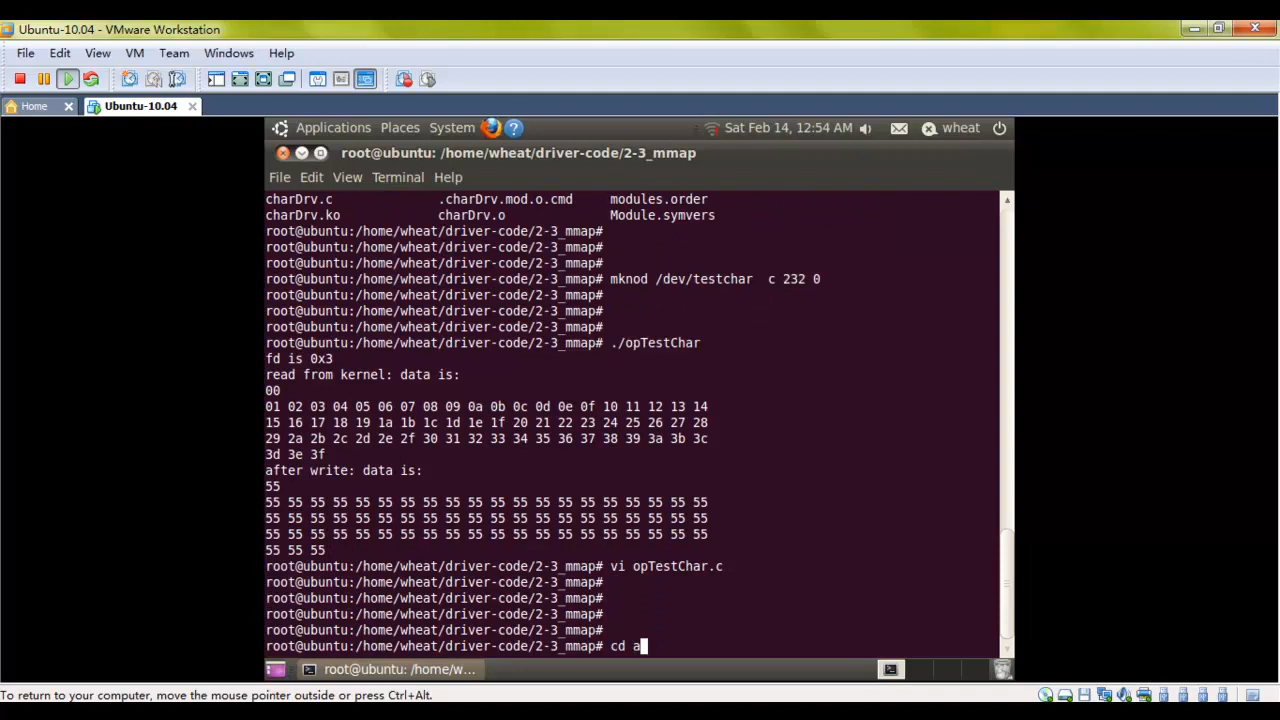 Ubuntu-10.04 - VMware Workstation
File Edit View VM Team Windows Help
Home Ubuntu-10.04
Applications Places System Sat Feb 14, 12:54 AM wheat
root@ubuntu: /home/wheat/driver-code/2-3_mmap
File Edit View Terminal Help
charDrv.c .charDrv.mod.o.cmd modules.order
charDrv.ko charDrv.o Module.symvers
root@ubuntu:/home/wheat/driver-code/2-3_mmap#
root@ubuntu:/home/wheat/driver-code/2-3_mmap#
root@ubuntu:/home/wheat/driver-code/2-3_mmap#
root@ubuntu:/home/wheat/driver-code/2-3_mmap# mknod /dev/testchar  c 232 0
root@ubuntu:/home/wheat/driver-code/2-3_mmap#
root@ubuntu:/home/wheat/driver-code/2-3_mmap#
root@ubuntu:/home/wheat/driver-code/2-3_mmap#
root@ubuntu:/home/wheat/driver-code/2-3_mmap# ./opTestChar
fd is 0x3
read from kernel: data is:
00
01 02 03 04 05 06 07 08 09 0a 0b 0c 0d 0e 0f 10 11 12 13 14
15 16 17 18 19 1a 1b 1c 1d 1e 1f 20 21 22 23 24 25 26 27 28
29 2a 2b 2c 2d 2e 2f 30 31 32 33 34 35 36 37 38 39 3a 3b 3c
3d 3e 3f
after write: data is:
55
55 55 55 55 55 55 55 55 55 55 55 55 55 55 55 55 55 55 55 55
55 55 55 55 55 55 55 55 55 55 55 55 55 55 55 55 55 55 55 55
55 55 55 55 55 55 55 55 55 55 55 55 55 55 55 55 55 55 55 55
55 55 55
root@ubuntu:/home/wheat/driver-code/2-3_mmap# vi opTestChar.c
root@ubuntu:/home/wheat/driver-code/2-3_mmap#
root@ubuntu:/home/wheat/driver-code/2-3_mmap#
root@ubuntu:/home/wheat/driver-code/2-3_mmap#
root@ubuntu:/home/wheat/driver-code/2-3_mmap#
root@ubuntu:/home/wheat/driver-code/2-3_mmap# cd a
root@ubuntu: /home/w...
To return to your computer, move the mouse pointer outside or press Ctrl+Alt.